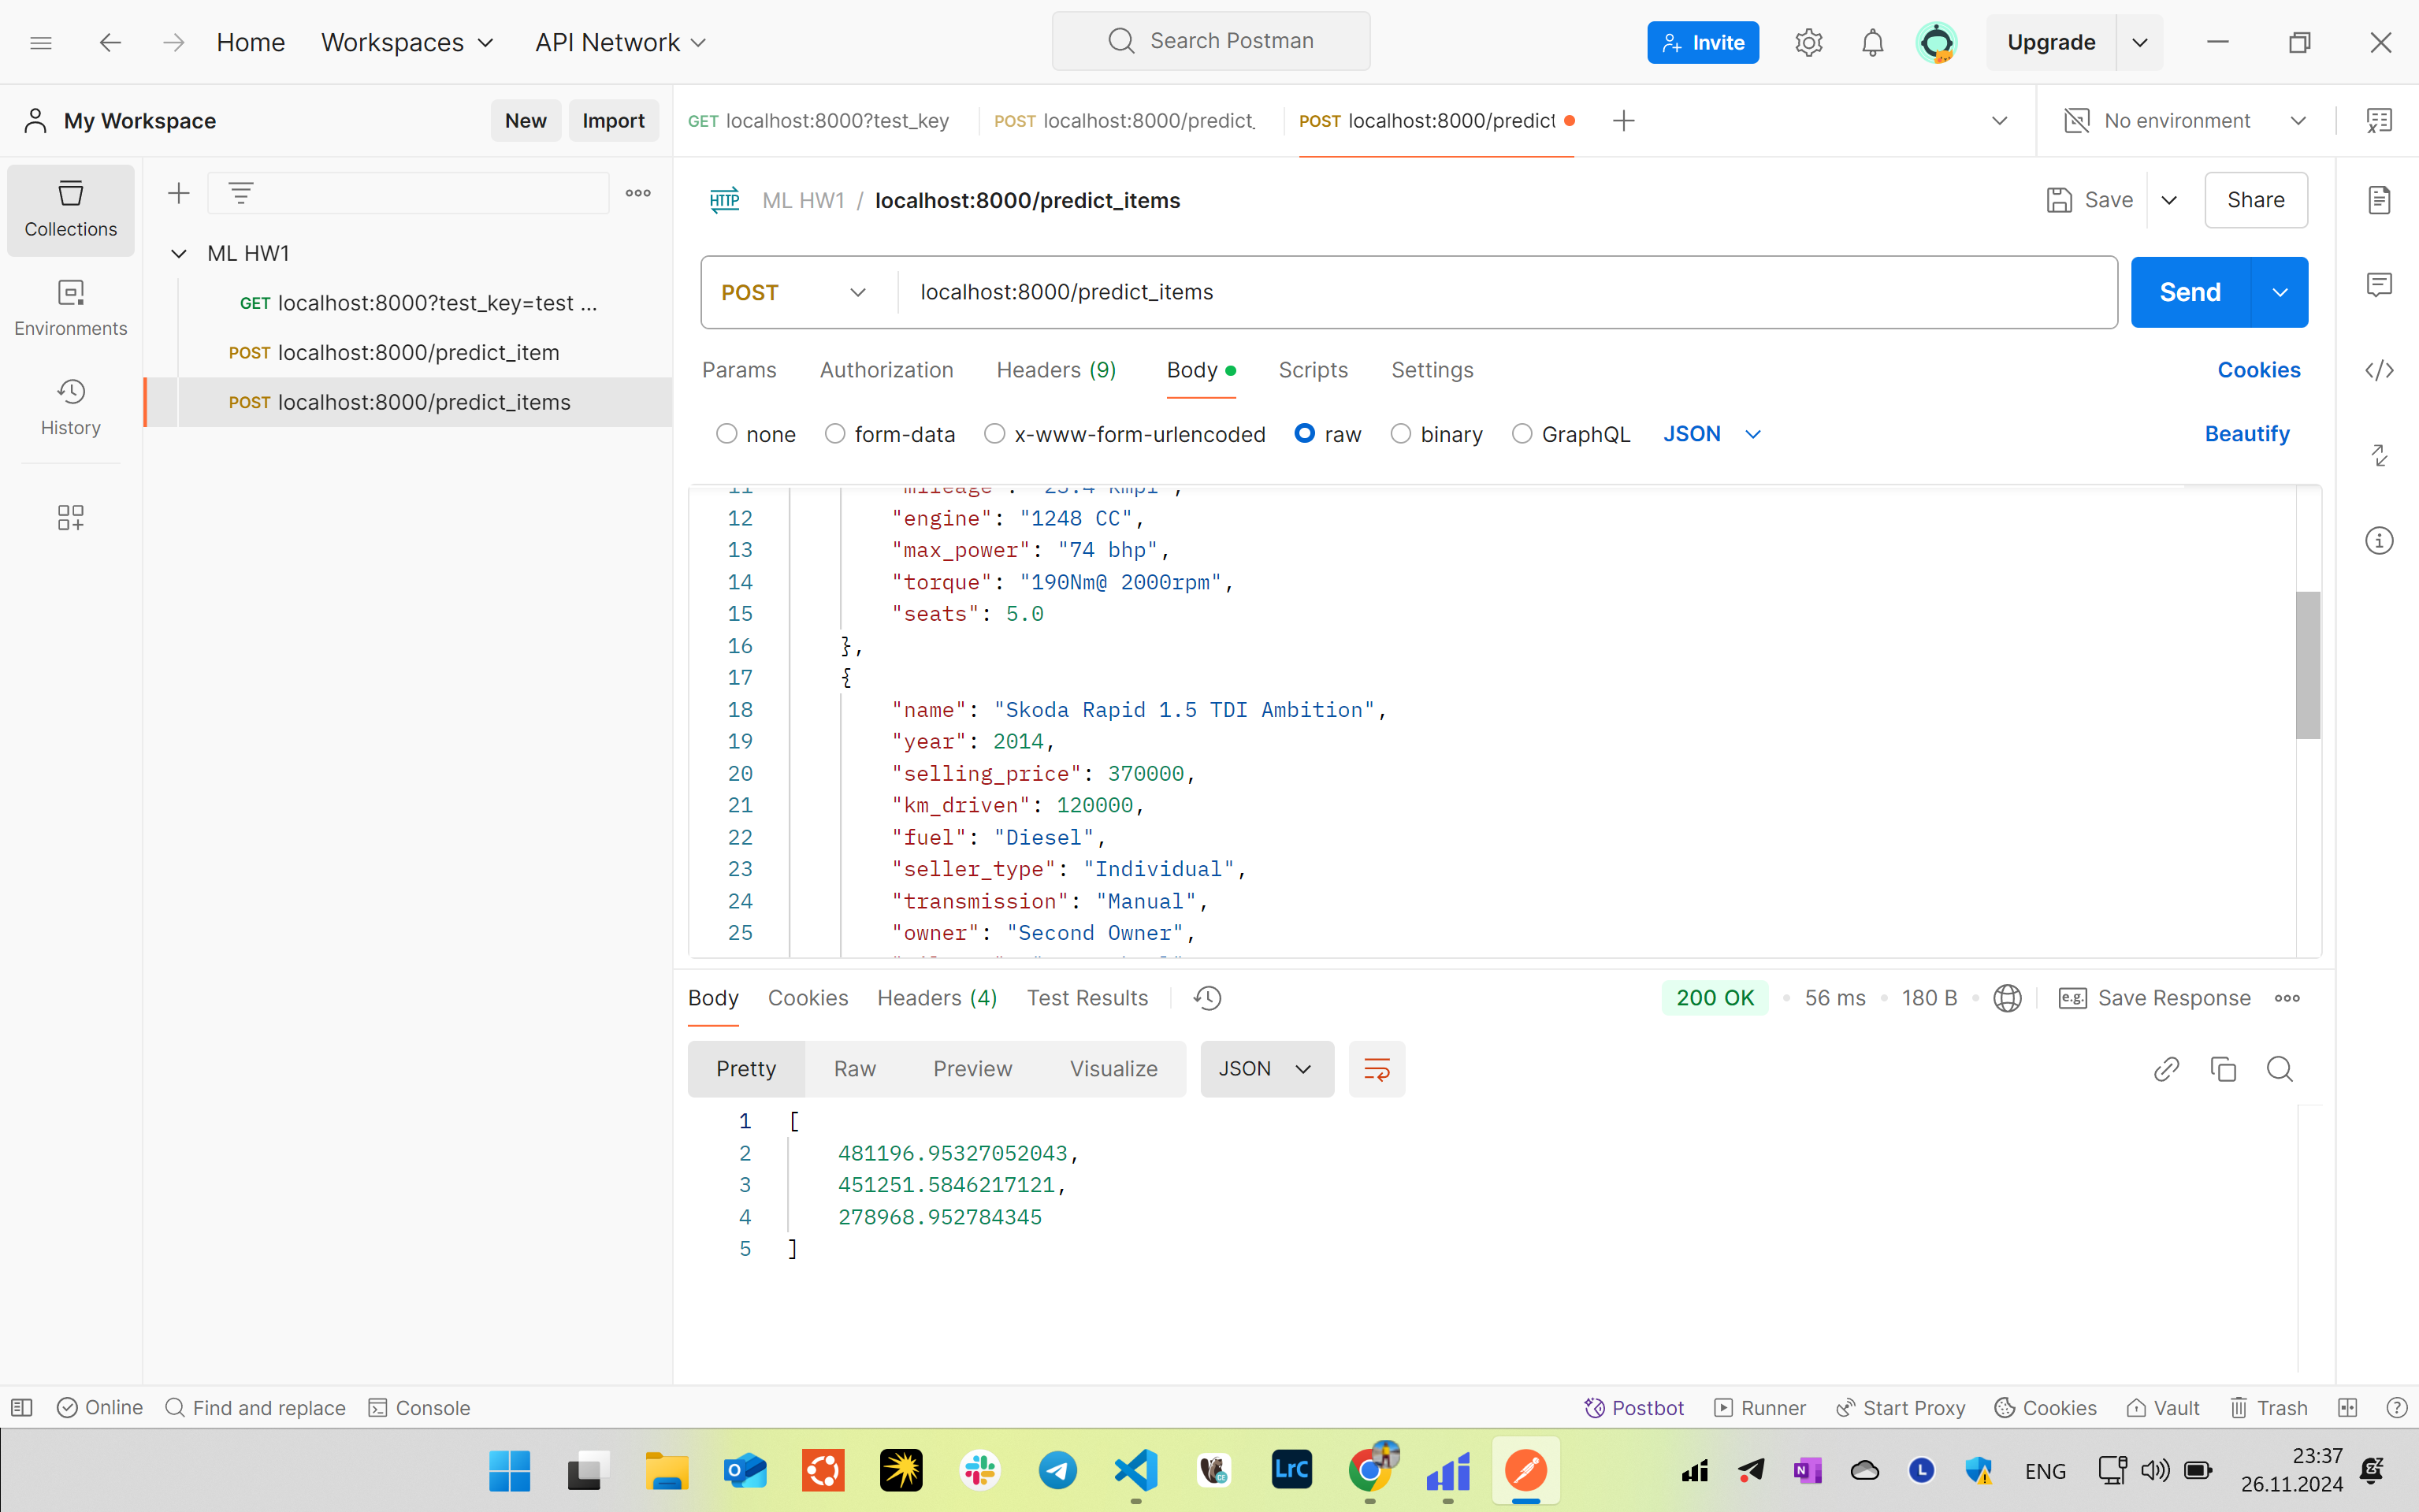 Home
Workspaces
API Network
Search Postman
Invite
Upgrade
My Workspace
New
Import
GET localhost:8000?test_key
POST localhost:8000/predict_
POST localhost:8000/predict
No environment
Collections
Environments
History
ML HW1
GET localhost:8000?test_key=test ...
POST localhost:8000/predict_item
POST localhost:8000/predict_items
HTTP
ML HW1 / localhost:8000/predict_items
Save
Share
POST
localhost:8000/predict_items
Send
Params
Authorization
Headers (9)
Body
Scripts
Settings
Cookies
none
form-data
x-www-form-urlencoded
raw
binary
GraphQL
JSON
Beautify
11 "mileage": "23.4 kmpl",
12 "engine": "1248 CC",
13 "max_power": "74 bhp",
14 "torque": "190Nm@ 2000rpm",
15 "seats": 5.0
16 },
17 {
18 "name": "Skoda Rapid 1.5 TDI Ambition",
19 "year": 2014,
20 "selling_price": 370000,
21 "km_driven": 120000,
22 "fuel": "Diesel",
23 "seller_type": "Individual",
24 "transmission": "Manual",
25 "owner": "Second Owner",
Body
Cookies
Headers (4)
Test Results
200 OK
56 ms
180 B
e.g.
Save Response
Pretty
Raw
Preview
Visualize
JSON
1 [
2 481196.95327052043,
3 451251.5846217121,
4 278968.952784345
5 ]
Online
Find and replace
Console
Postbot
Runner
Start Proxy
Cookies
Vault
Trash
LrC
ENG
23:37
26.11.2024